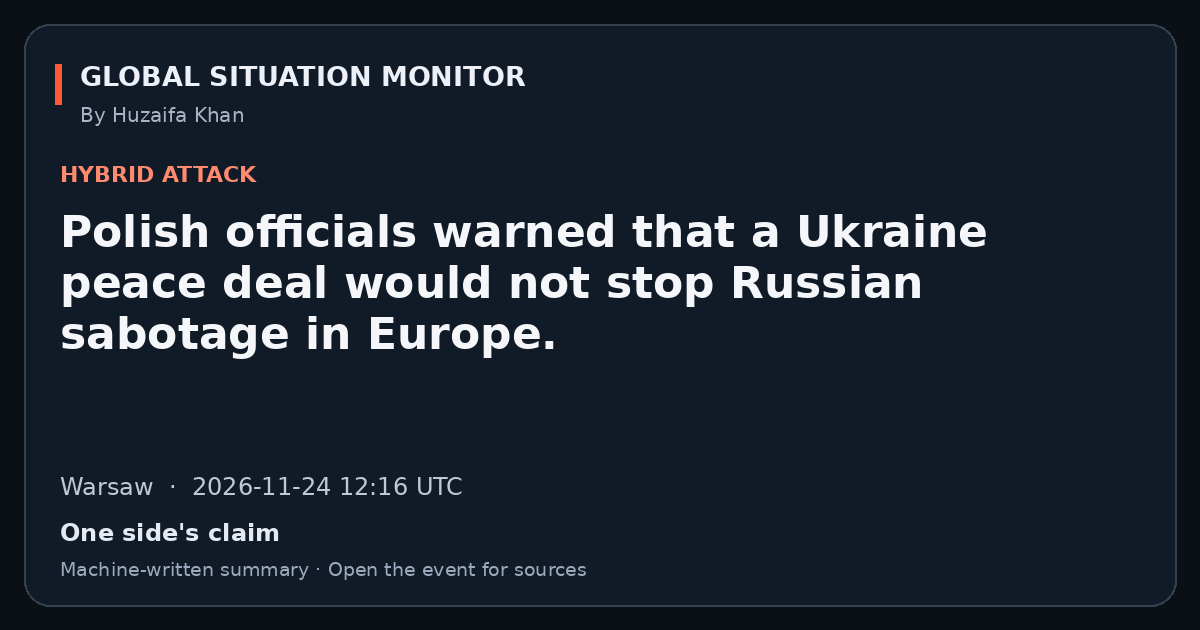 GLOBAL SITUATION MONITOR
By Huzaifa Khan
HYBRID ATTACK
Polish officials warned that a Ukraine
peace deal would not stop Russian
sabotage in Europe.
Warsaw · 2026-11-24 12:16 UTC
One side's claim
Machine-written summary · Open the event for sources